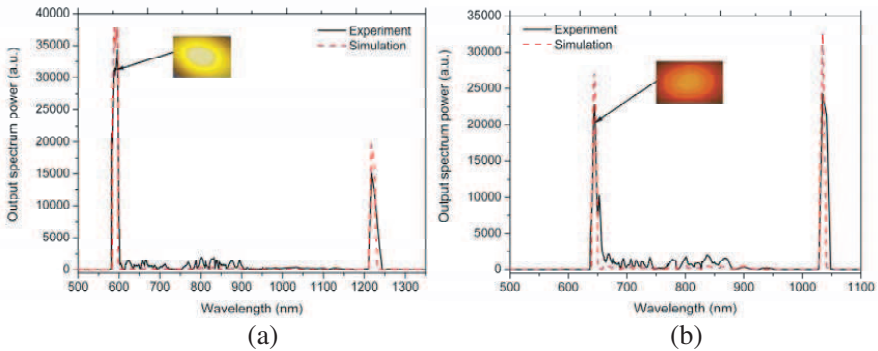 Output spectrum power (a.u.)
40000
35000
30000
25000
20000
15000
10000
5000
0
Experiment
Simulation
500 600 700 800 900 1000 1100 1200 1300
Wavelength (nm)
(a)
Output spectrum power (a.u.)
35000
30000
25000
20000
15000
10000
5000
0
Experiment
Simulation
500 600 700 800 900 1000 1100
Wavelength (nm)
(b)